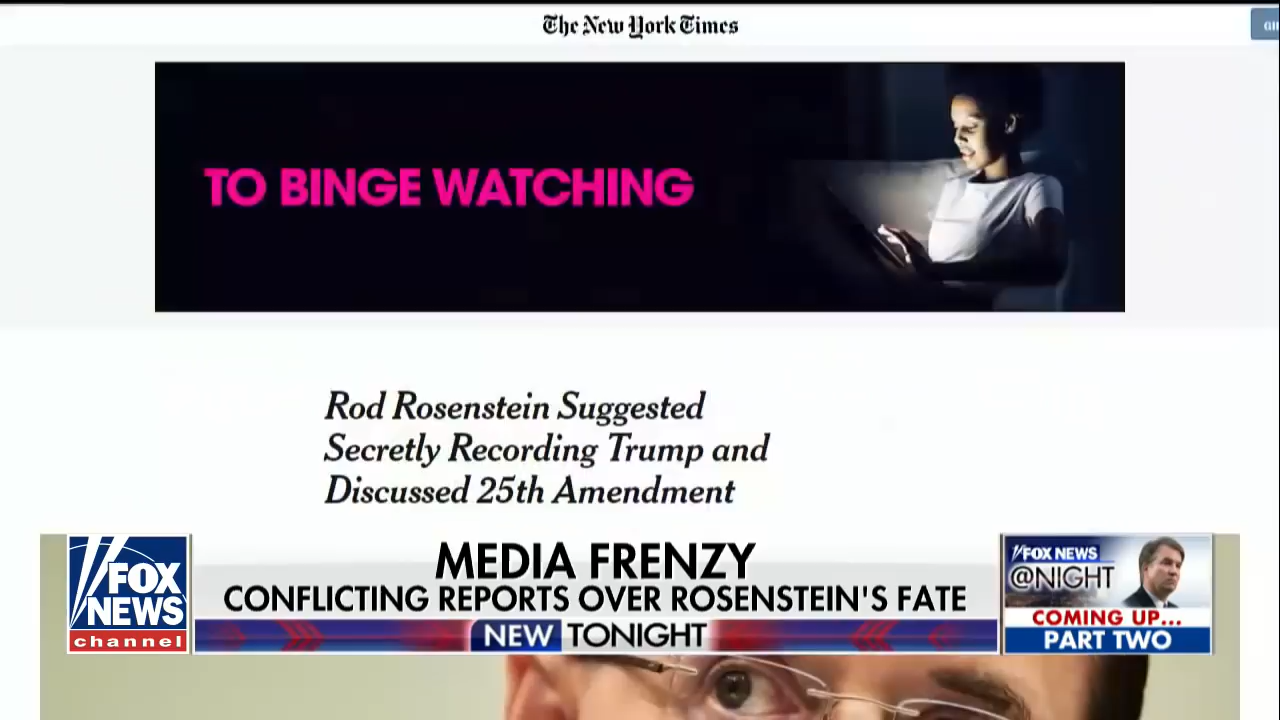 The New York Times
TO BINGE WATCHING
Rod Rosenstein Suggested
Secretly Recording Trump and
Discussed 25th Amendment
FOX
NEWS
channel
MEDIA FRENZY
CONFLICTING REPORTS OVER ROSENSTEIN'S FATE
NEW TONIGHT
FOX NEWS
@NIGHT
COMING UP...
PART TWO